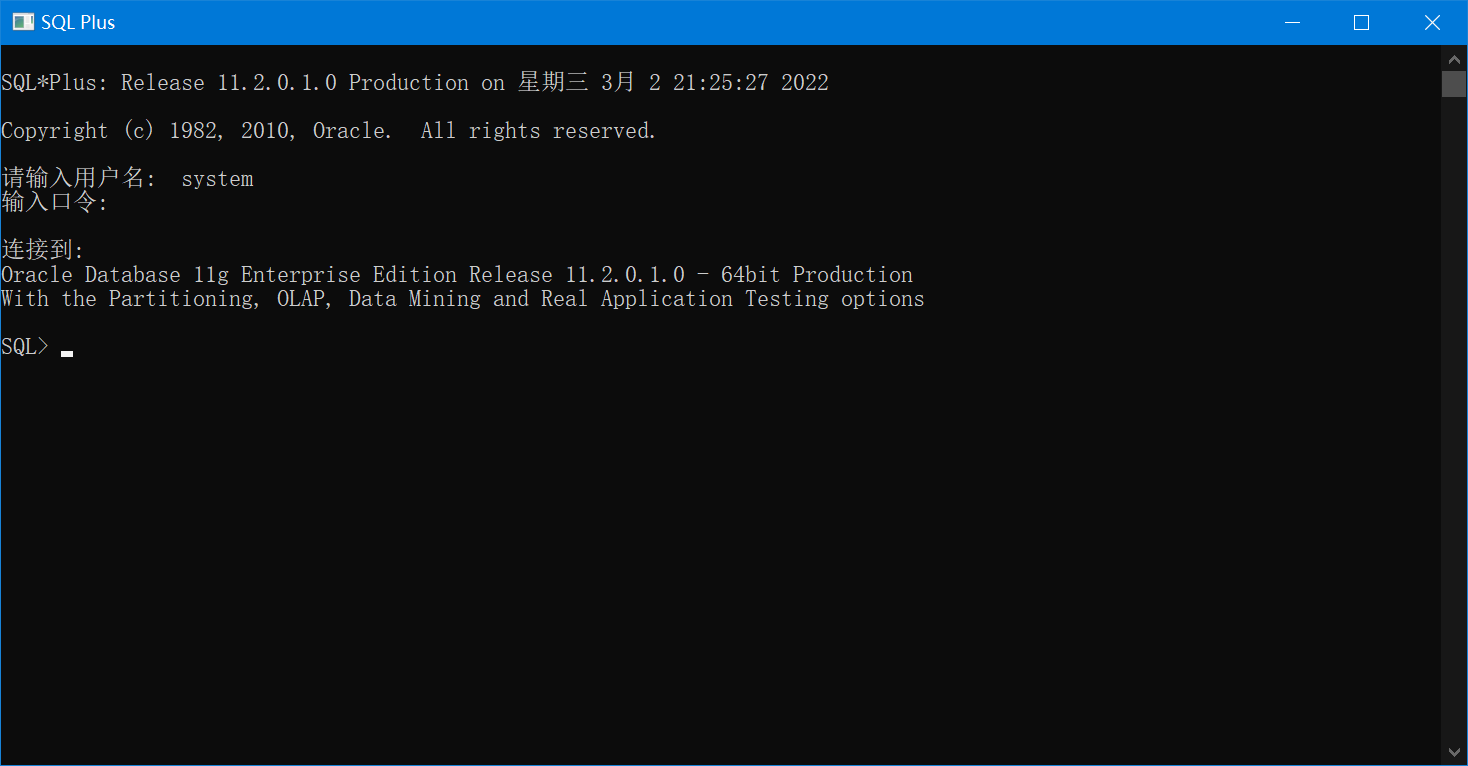 SQL Plus
SQL*Plus: Release 11.2.0.1.0 Production on 星期三 3月 2 21:25:27 2022
Copyright (c) 1982, 2010, Oracle.  All rights reserved.
请输入用户名:  system
输入口令:
连接到:
Oracle Database 11g Enterprise Edition Release 11.2.0.1.0 - 64bit Production
With the Partitioning, OLAP, Data Mining and Real Application Testing options
SQL>